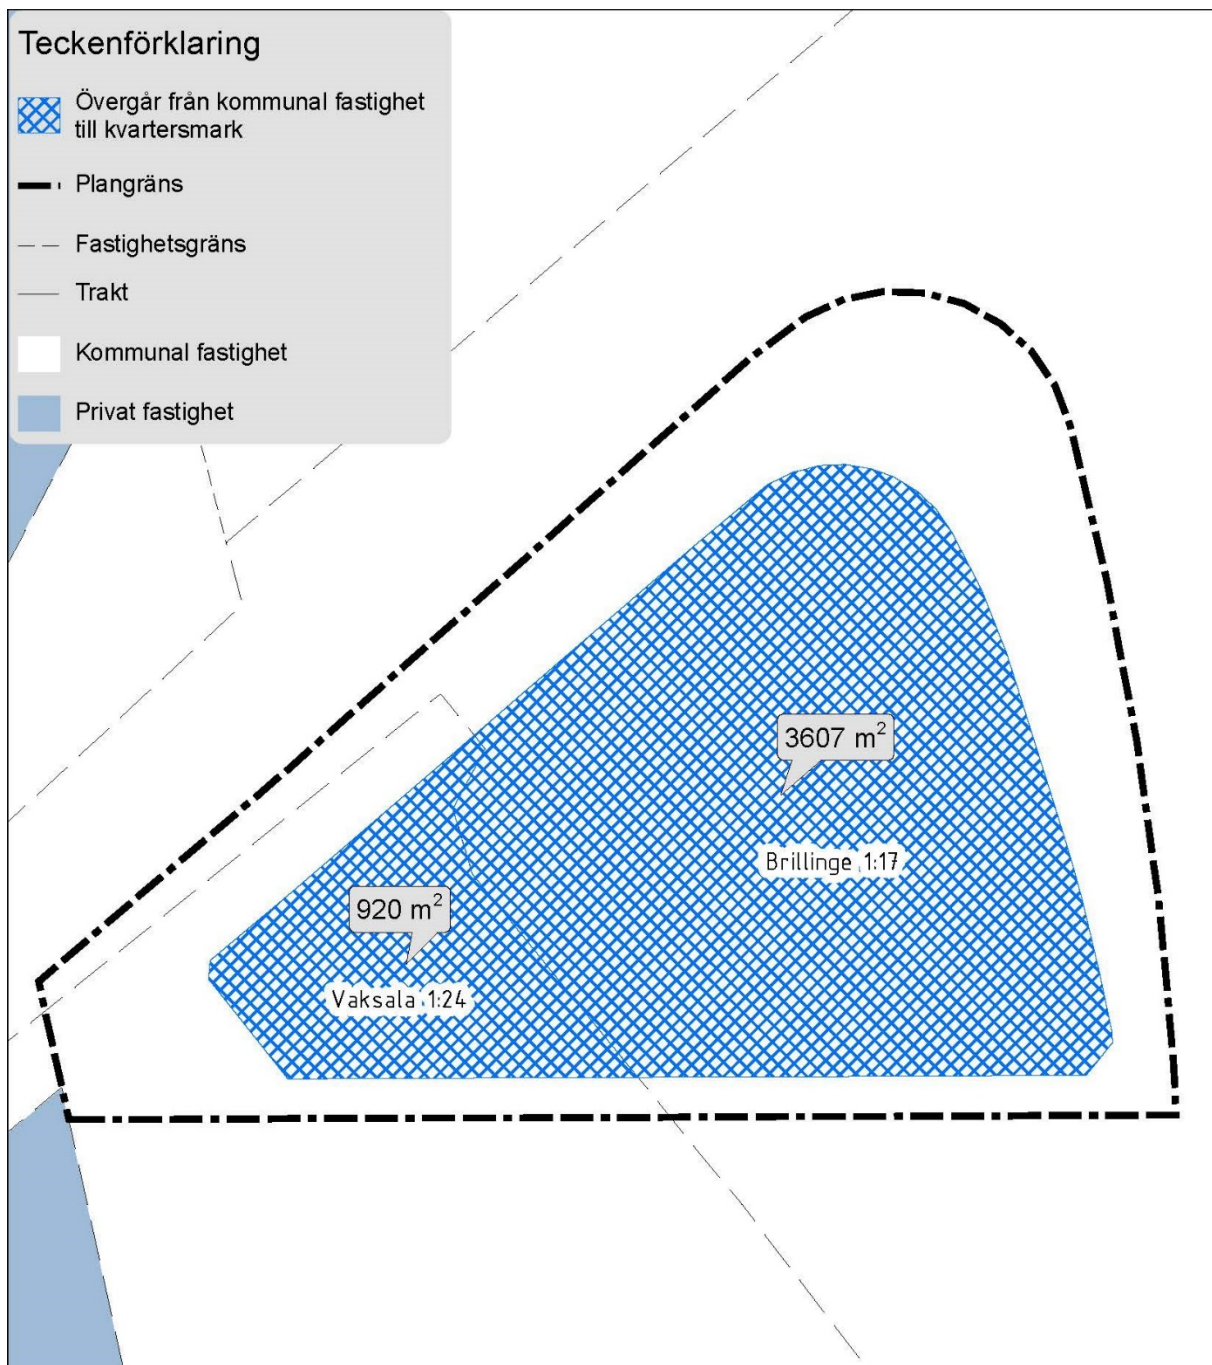 Teckenförklaring
Övergår från kommunal fastighet
till kvartersmark
Plangräns
Fastighetsgräns
Trakt
Kommunal fastighet
Privat fastighet
3607 m²
Brillinge 1:17
920 m²
Vaksala 1:24